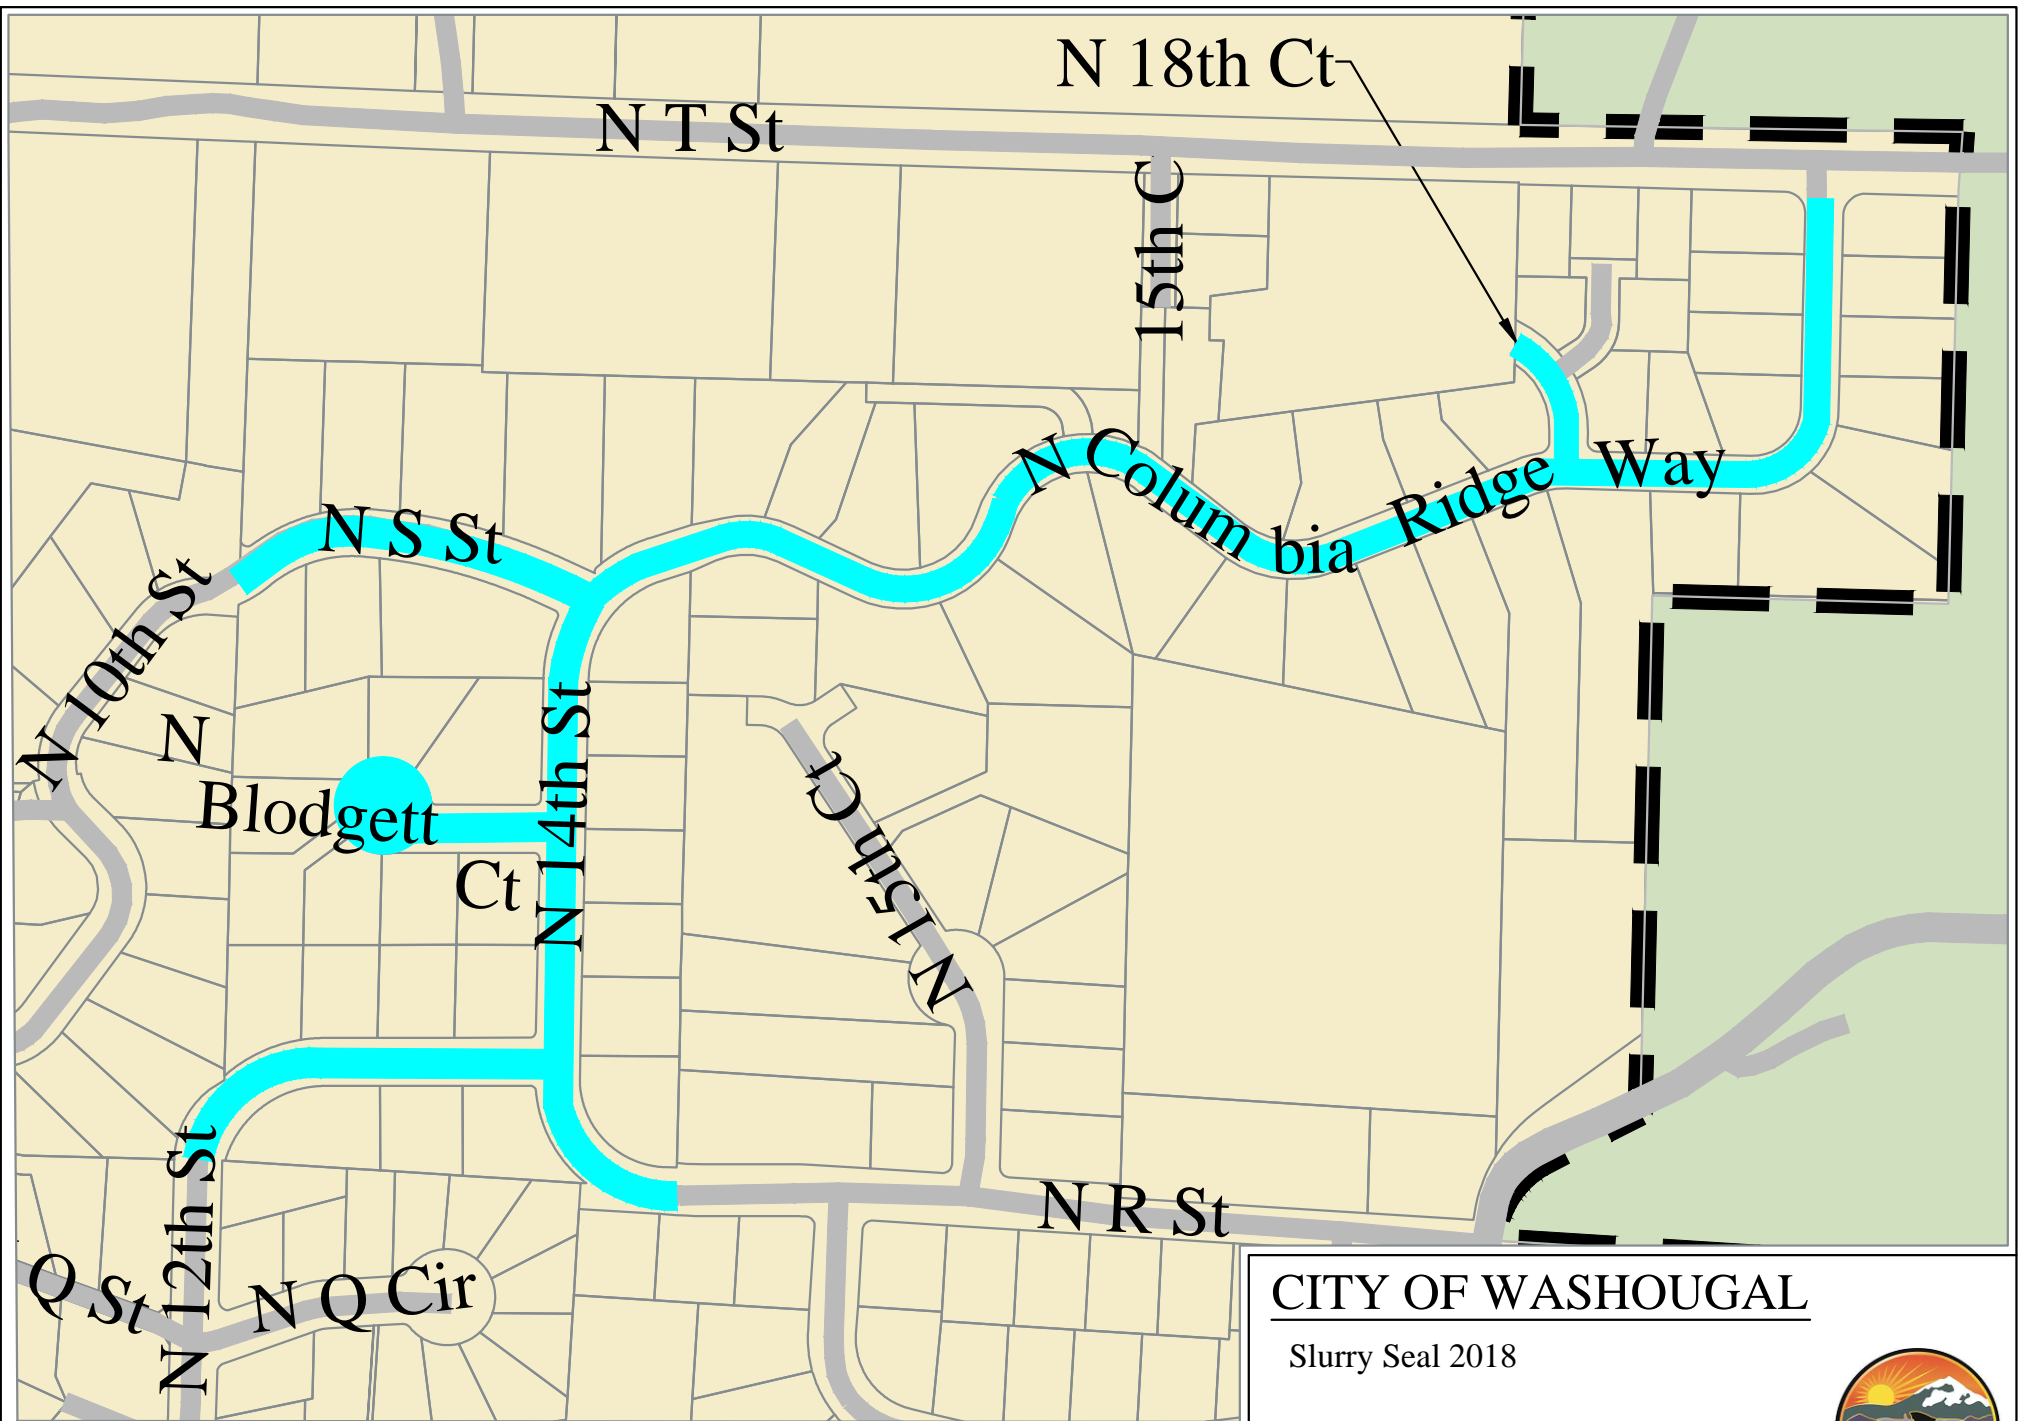 N 18th Ct
N T St
15th C
N Columbia Ridge Way
N S St
N 10th St
N 14th St
N
Blodgett
Ct
N 15th Ct
N 12th St
N R St
Q St
N Q Cir
CITY OF WASHOUGAL
Slurry Seal 2018